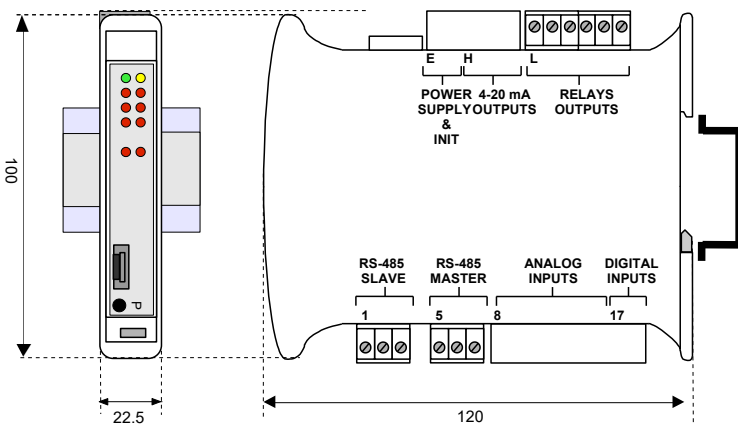 E H L
POWER SUPPLY & INIT
4-20 mA OUTPUTS
RELAYS OUTPUTS
100
P
RS-485 SLAVE
RS-485 MASTER
ANALOG INPUTS
DIGITAL INPUTS
1 5 8 17
22.5
120